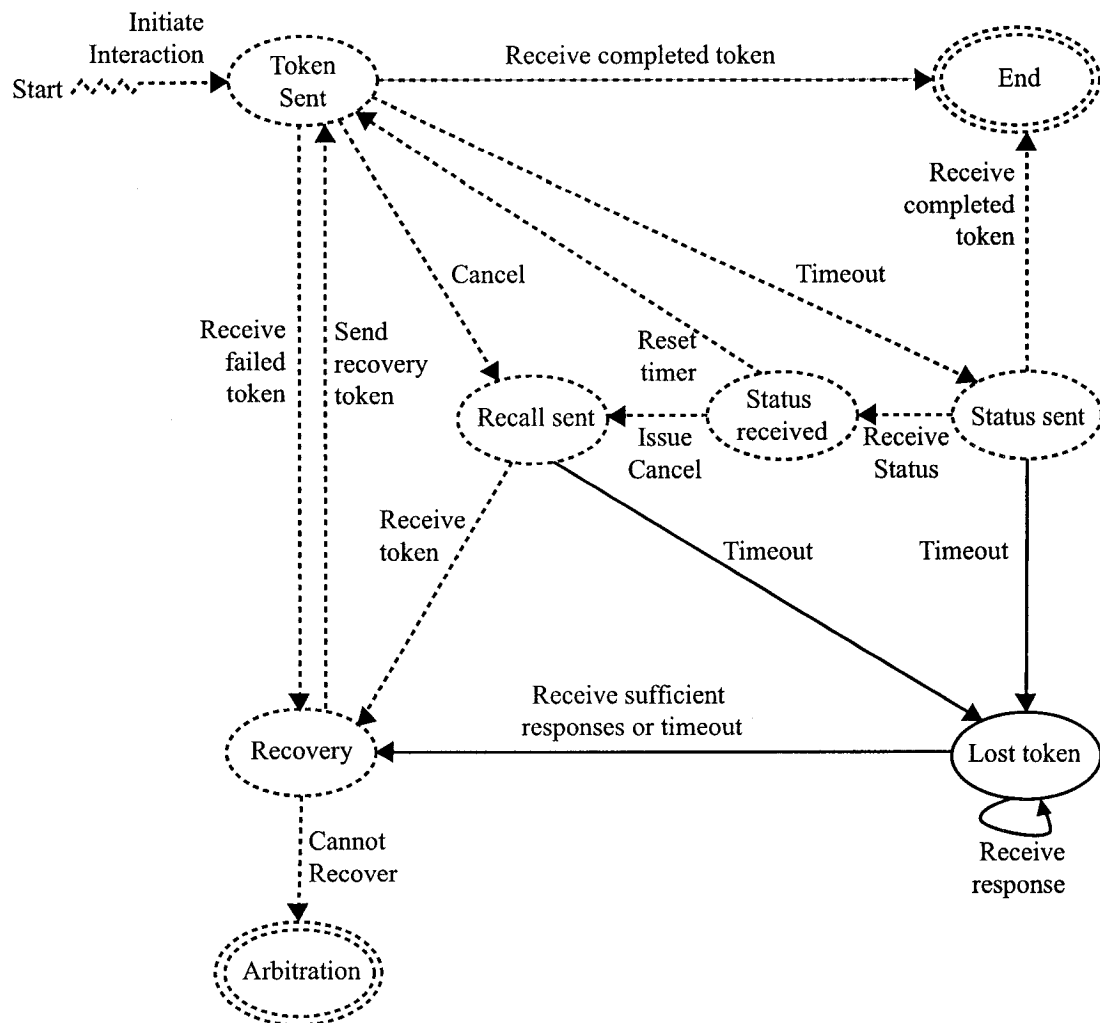 Initiate
Interaction
Start
Token
Sent
Receive completed token
End
Receive
completed
token
Cancel
Timeout
Receive
failed
token
Send
recovery
token
Reset
timer
Recall sent
Status
received
Status sent
Issue
Cancel
Receive
Status
Receive
token
Timeout
Timeout
Receive sufficient
responses or timeout
Recovery
Lost token
Cannot
Recover
Receive
response
Arbitration